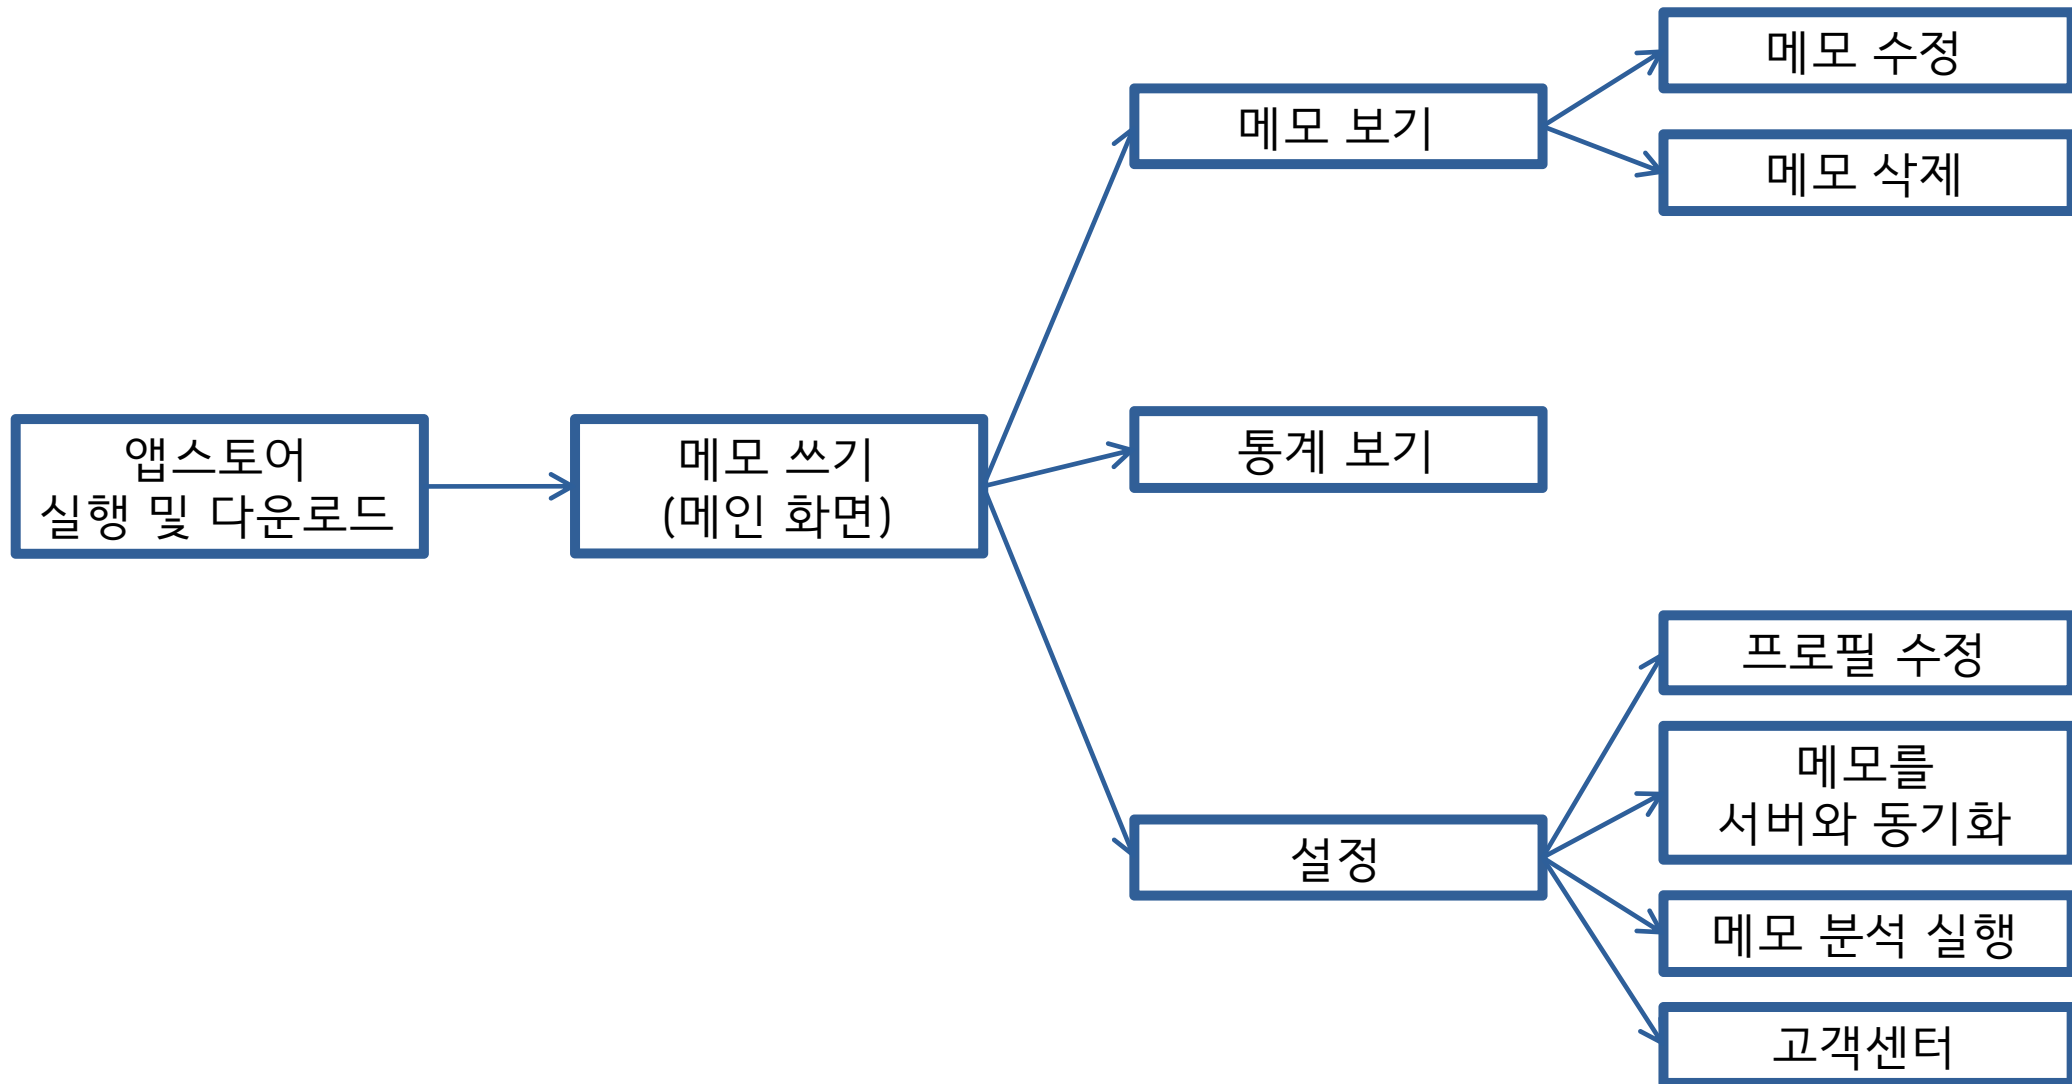 메모 수정
메모 보기
메모 삭제
앱스토어
실행 및 다운로드
메모 쓰기
(메인 화면)
통계 보기
프로필 수정
메모를
서버와 동기화
설정
메모 분석 실행
고객센터